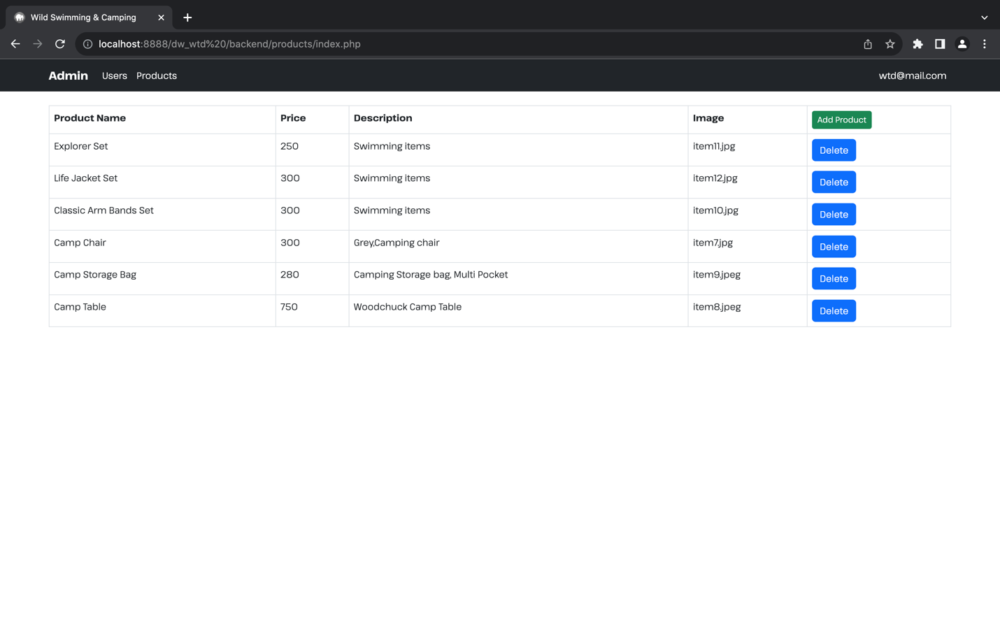 Wild Swimming & Camping
localhost:8888/dw_wtd%20/backend/products/index.php
Admin Users Products wtd@mail.com
Product Name Price Description Image Add Product
Explorer Set 250 Swimming items item11.jpg Delete
Life Jacket Set 300 Swimming items item12.jpg Delete
Classic Arm Bands Set 300 Swimming items item10.jpg Delete
Camp Chair 300 Grey,Camping chair item7.jpg Delete
Camp Storage Bag 280 Camping Storage bag, Multi Pocket item9.jpeg Delete
Camp Table 750 Woodchuck Camp Table item8.jpeg Delete